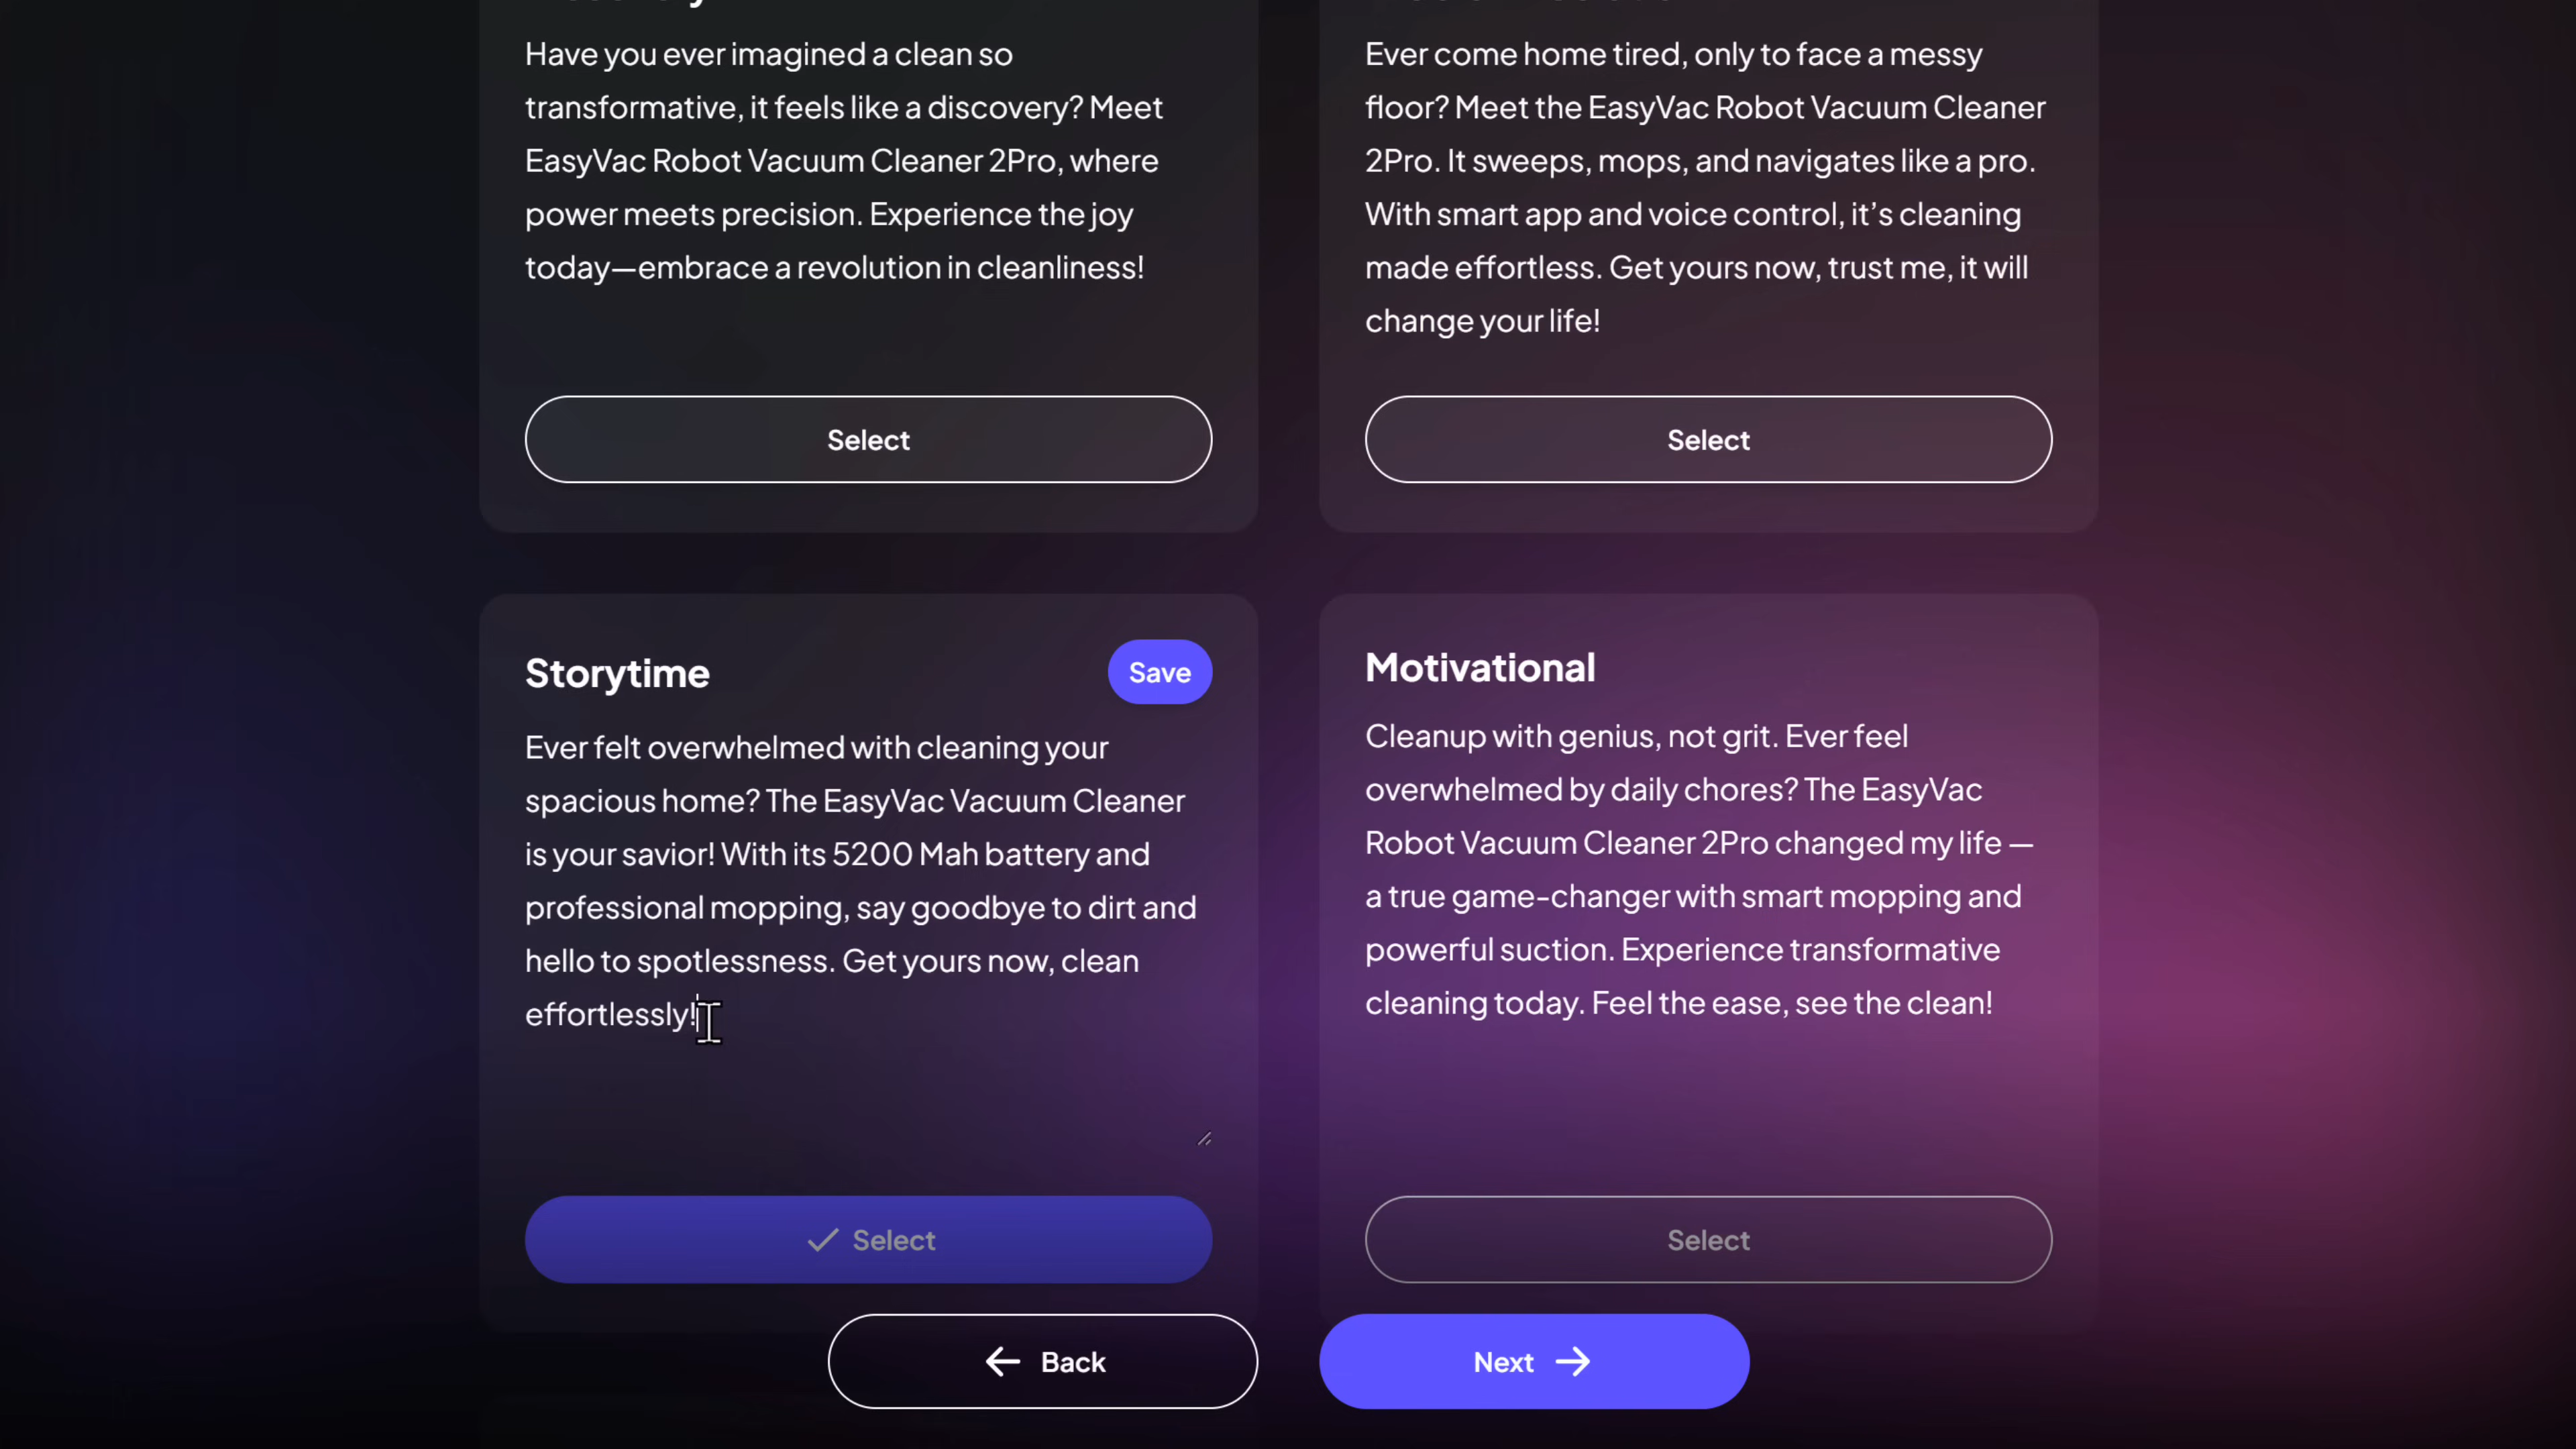 Have you ever imagined a clean so
transformative, it feels like a discovery? Meet
EasyVac Robot Vacuum Cleaner 2Pro, where
power meets precision. Experience the joy
today—embrace a revolution in cleanliness!
Select
Ever come home tired, only to face a messy
floor? Meet the EasyVac Robot Vacuum Cleaner
2Pro. It sweeps, mops, and navigates like a pro.
With smart app and voice control, it’s cleaning
made effortless. Get yours now, trust me, it will
change your life!
Select
Storytime
Save
Ever felt overwhelmed with cleaning your
spacious home? The EasyVac Vacuum Cleaner
is your savior! With its 5200 Mah battery and
professional mopping, say goodbye to dirt and
hello to spotlessness. Get yours now, clean
effortlessly!
Select
Motivational
Cleanup with genius, not grit. Ever feel
overwhelmed by daily chores? The EasyVac
Robot Vacuum Cleaner 2Pro changed my life —
a true game-changer with smart mopping and
powerful suction. Experience transformative
cleaning today. Feel the ease, see the clean!
Select
Back
Next